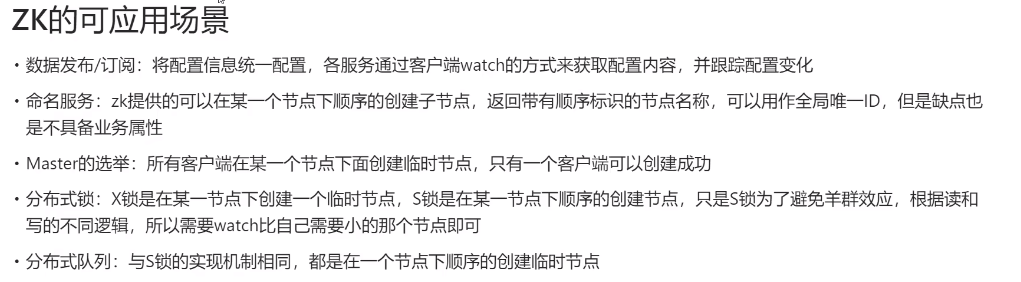 ZK的可应用场景
• 数据发布/订阅：将配置信息统一配置，各服务通过客户端watch的方式来获取配置内容，并跟踪配置变化
• 命名服务：zk提供的可以在某一个节点下顺序的创建子节点，返回带有顺序标识的节点名称，可以用作全局唯一ID，但是缺点也
是不具备业务属性
• Master的选举：所有客户端在某一个节点下面创建临时节点，只有一个客户端可以创建成功
• 分布式锁：X锁是在某一节点下创建一个临时节点，S锁是在某一节点下顺序的创建节点，只是S锁为了避免羊群效应，根据读和
写的不同逻辑，所以需要watch比自己需要小的那个节点即可
• 分布式队列：与S锁的实现机制相同，都是在一个节点下顺序的创建临时节点